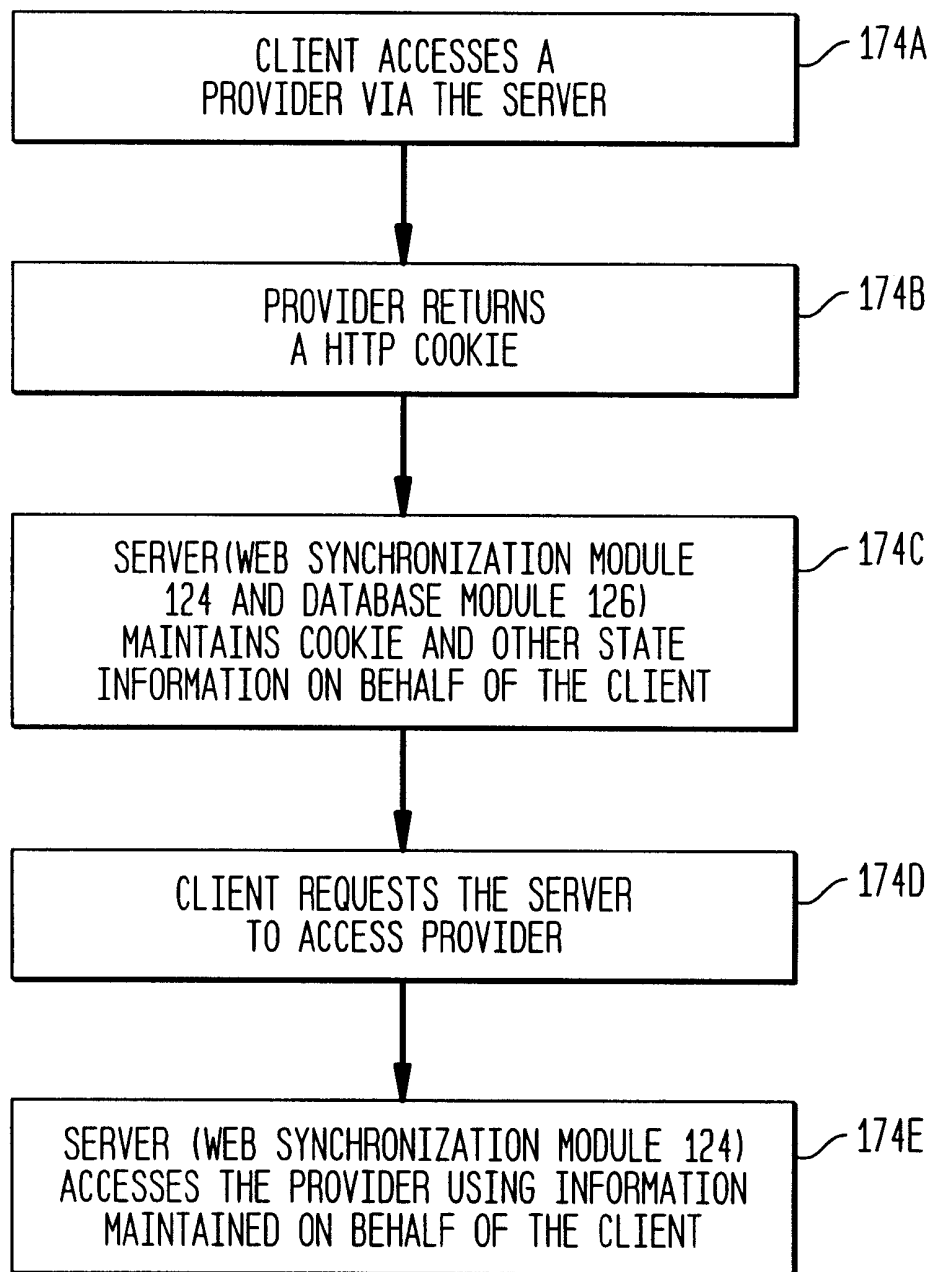 CLIENT ACCESSES A
PROVIDER VIA THE SERVER
174A
PROVIDER RETURNS
A HTTP COOKIE
174B
SERVER(WEB SYNCHRONIZATION MODULE
124 AND DATABASE MODULE 126)
MAINTAINS COOKIE AND OTHER STATE
INFORMATION ON BEHALF OF THE CLIENT
174C
CLIENT REQUESTS THE SERVER
TO ACCESS PROVIDER
174D
SERVER (WEB SYNCHRONIZATION MODULE 124)
ACCESSES THE PROVIDER USING INFORMATION
MAINTAINED ON BEHALF OF THE CLIENT
174E